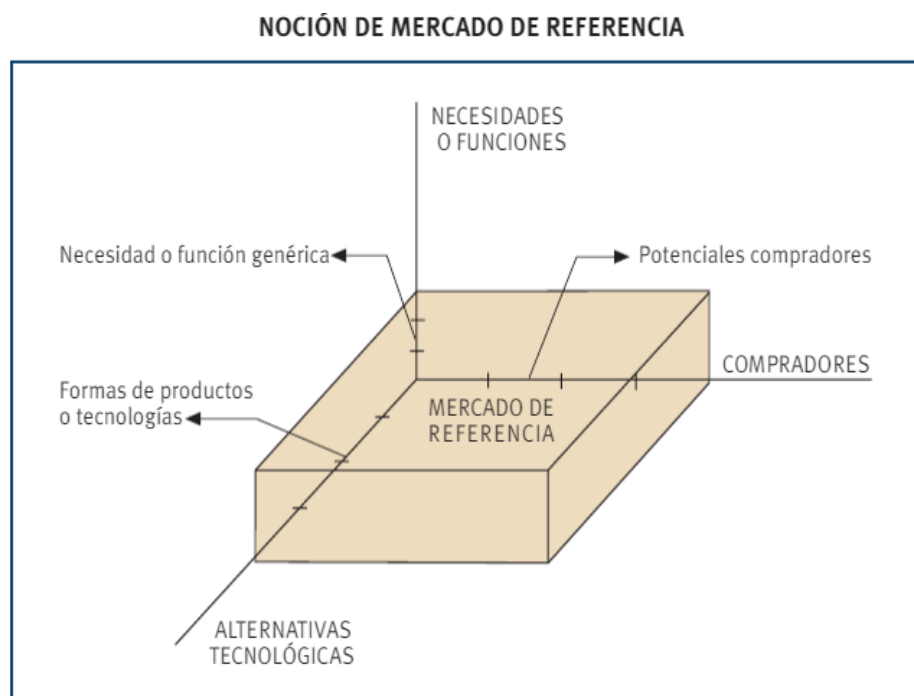 NOCIÓN DE MERCADO DE REFERENCIA
NECESIDADES
O FUNCIONES
Necesidad o función genérica
Potenciales compradores
COMPRADORES
Formas de productos
o tecnologías
MERCADO DE
REFERENCIA
ALTERNATIVAS
TECNOLÓGICAS